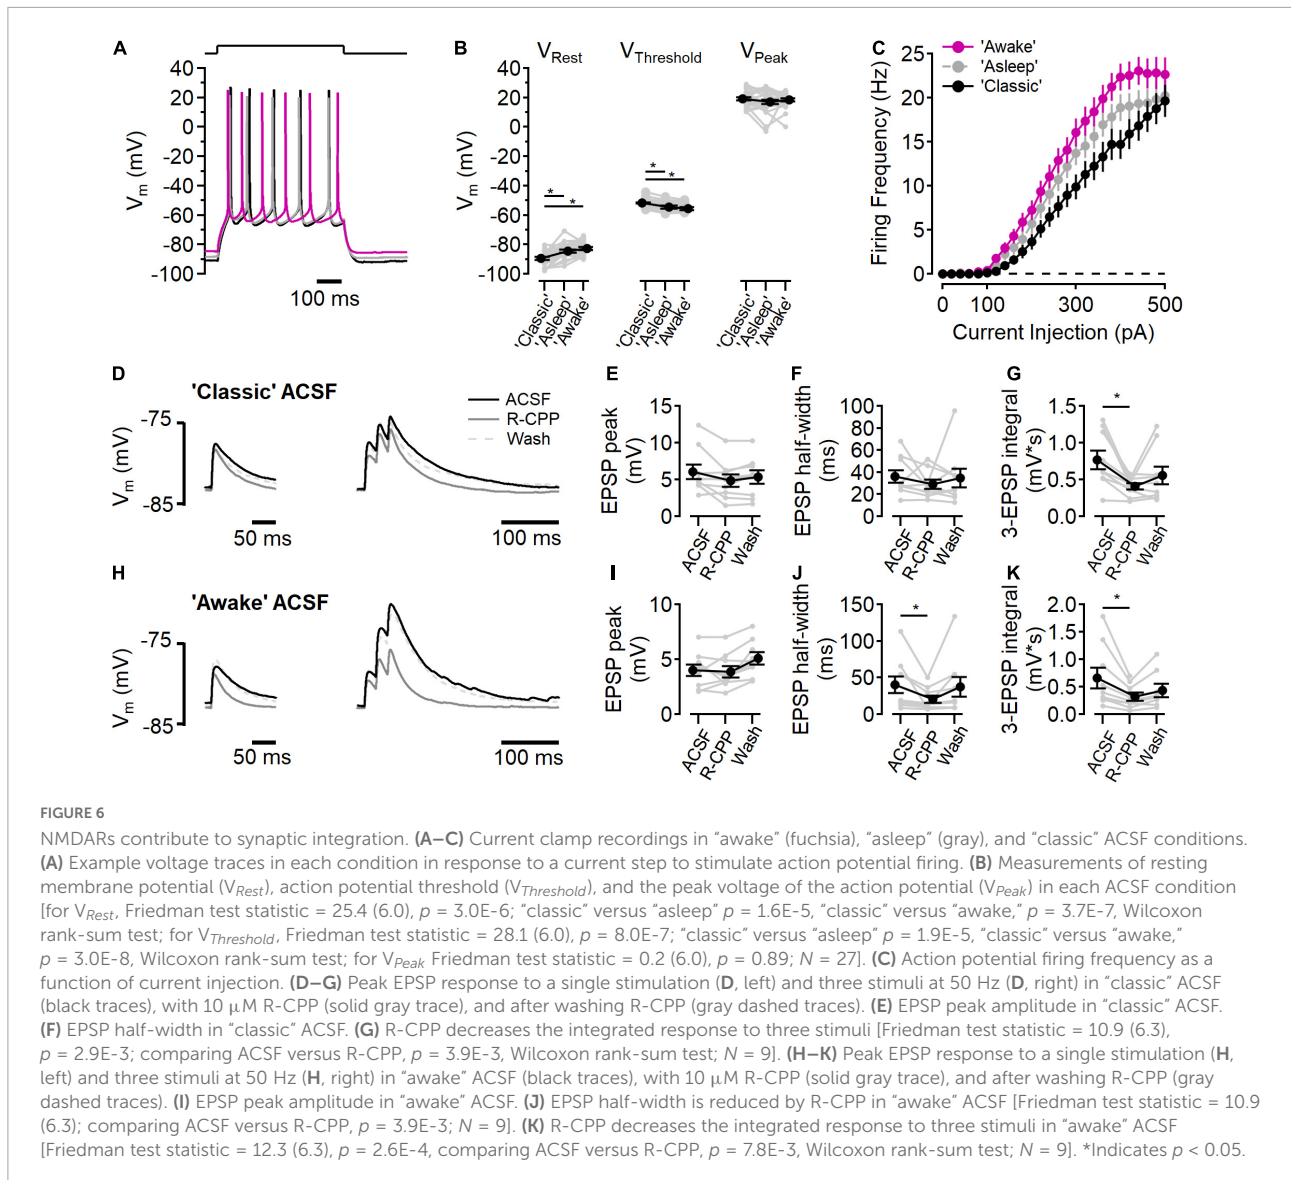 A
40
20
0
-20
-40
-60
-80
-100
Vm (mV)
100 ms
B
VRest
VThreshold
VPeak
40
20
0
-20
-40
-60
-80
-100
Vm (mV)
*
*
*
*
'Classic'
'Asleep'
'Awake'
'Classic'
'Asleep'
'Awake'
'Classic'
'Asleep'
'Awake'
C
'Awake'
'Asleep'
'Classic'
25
20
15
10
5
0
Firing Frequency (Hz)
0
100
300
500
Current Injection (pA)
D
'Classic' ACSF
ACSF
R-CPP
Wash
-75
-85
Vm (mV)
50 ms
100 ms
E
EPSP peak
(mV)
15
10
5
0
ACSF
R-CPP
Wash
F
EPSP half-width
(ms)
100
80
60
40
20
0
ACSF
R-CPP
Wash
G
3-EPSP integral
(mV*s)
1.5
1.0
0.5
0.0
*
ACSF
R-CPP
Wash
H
'Awake' ACSF
-75
-85
Vm (mV)
50 ms
100 ms
I
EPSP peak
(mV)
10
5
0
ACSF
R-CPP
Wash
J
EPSP half-width
(ms)
150
100
50
0
*
ACSF
R-CPP
Wash
K
3-EPSP integral
(mV*s)
2.0
1.5
1.0
0.5
0.0
*
ACSF
R-CPP
Wash
FIGURE 6
NMDARs contribute to synaptic integration. (A–C) Current clamp recordings in “awake” (fuchsia), “asleep” (gray), and “classic” ACSF conditions.
(A) Example voltage traces in each condition in response to a current step to stimulate action potential firing. (B) Measurements of resting
membrane potential (VRest), action potential threshold (VThreshold), and the peak voltage of the action potential (VPeak) in each ACSF condition
[for VRest, Friedman test statistic = 25.4 (6.0), p = 3.0E-6; “classic” versus “asleep” p = 1.6E-5, “classic” versus “awake,” p = 3.7E-7, Wilcoxon
rank-sum test; for VThreshold, Friedman test statistic = 28.1 (6.0), p = 8.0E-7; “classic” versus “asleep” p = 1.9E-5, “classic” versus “awake,”
p = 3.0E-8, Wilcoxon rank-sum test; for VPeak Friedman test statistic = 0.2 (6.0), p = 0.89; N = 27]. (C) Action potential firing frequency as a
function of current injection. (D–G) Peak EPSP response to a single stimulation (D, left) and three stimuli at 50 Hz (D, right) in “classic” ACSF
(black traces), with 10 μM R-CPP (solid gray trace), and after washing R-CPP (gray dashed traces). (E) EPSP peak amplitude in “classic” ACSF.
(F) EPSP half-width in “classic” ACSF. (G) R-CPP decreases the integrated response to three stimuli [Friedman test statistic = 10.9 (6.3),
p = 2.9E-3; comparing ACSF versus R-CPP, p = 3.9E-3, Wilcoxon rank-sum test; N = 9]. (H–K) Peak EPSP response to a single stimulation (H,
left) and three stimuli at 50 Hz (H, right) in “awake” ACSF (black traces), with 10 μM R-CPP (solid gray trace), and after washing R-CPP (gray
dashed traces). (I) EPSP peak amplitude in “awake” ACSF. (J) EPSP half-width is reduced by R-CPP in “awake” ACSF [Friedman test statistic = 10.9
(6.3); comparing ACSF versus R-CPP, p = 3.9E-3; N = 9]. (K) R-CPP decreases the integrated response to three stimuli in “awake” ACSF
[Friedman test statistic = 12.3 (6.3), p = 2.6E-4, comparing ACSF versus R-CPP, p = 7.8E-3, Wilcoxon rank-sum test; N = 9]. *Indicates p < 0.05.